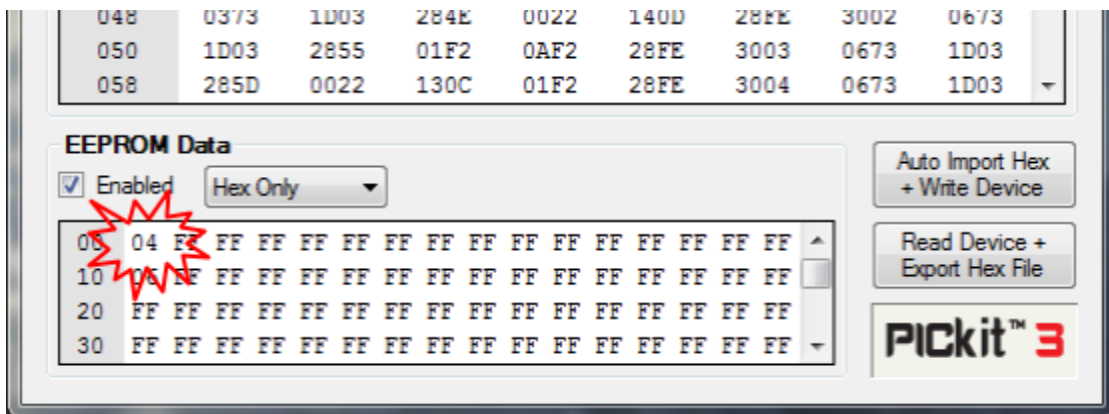 048 0373 1D03 284E 0022 140D 28FE 3002 0673
050 1D03 2855 01F2 0AF2 28FE 3003 0673 1D03
058 285D 0022 130C 01F2 28FE 3004 0673 1D03
EEPROM Data
Enabled Hex Only
Auto Import Hex
+ Write Device
00 04 FF FF FF FF FF FF FF FF FF FF FF FF FF FF FF
10 FF FF FF FF FF FF FF FF FF FF FF FF FF FF FF
20 FF FF FF FF FF FF FF FF FF FF FF FF FF FF FF FF
30 FF FF FF FF FF FF FF FF FF FF FF FF FF FF FF FF
Read Device +
Export Hex File
PICkit™ 3